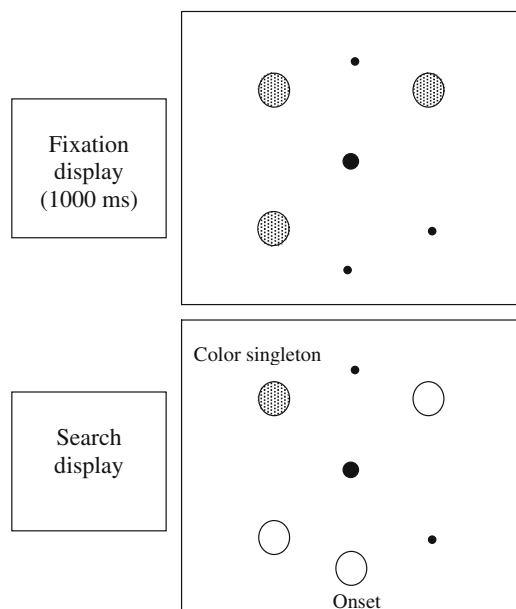 Fixation
display
(1000 ms)
Color singleton
Search
display
Onset